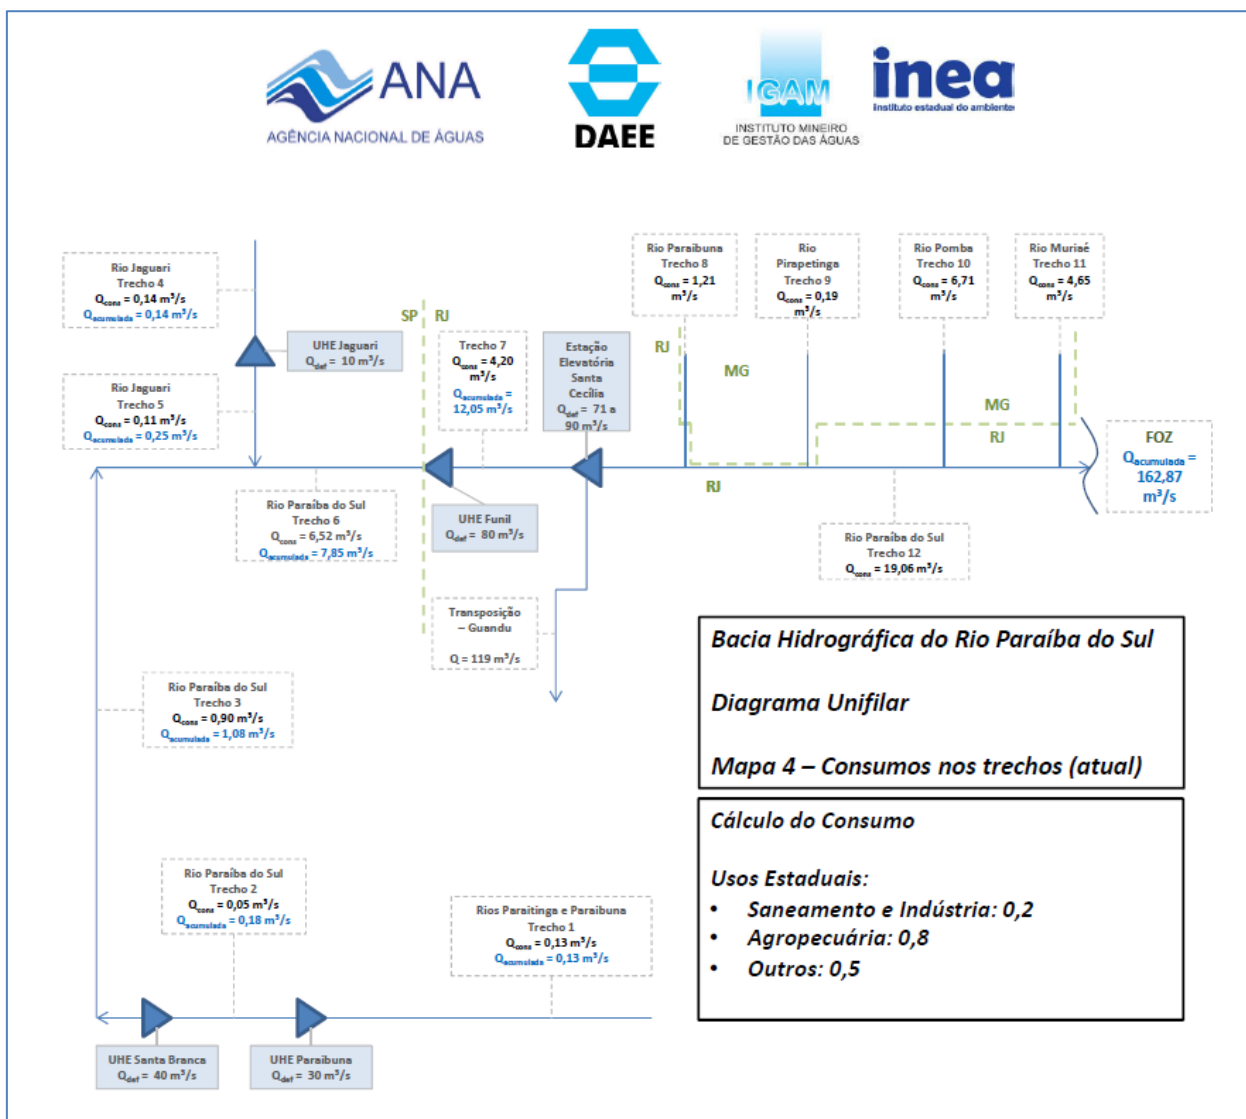 ANA
AGÊNCIA NACIONAL DE ÁGUAS
DAEE
IGAM
INSTITUTO MINEIRO
DE GESTÃO DAS ÁGUAS
inea
instituto estadual do ambiente
Rio Jaguari
Trecho 4
Qcons = 0,14 m³/s
Qacumulada = 0,14 m³/s
UHE Jaguari
Qdef = 10 m³/s
Rio Jaguari
Trecho 5
Qcons = 0,11 m³/s
Qacumulada = 0,25 m³/s
SP
RJ
Trecho 7
Qcons = 4,20
m³/s
Qacumulada =
12,05 m³/s
Estação
Elevatória
Santa
Cecília
Qdef = 71 a
90 m³/s
Rio Paraibuna
Trecho 8
Qcons = 1,21
m³/s
Rio
Pirapetinga
Trecho 9
Qcons = 0,19
m³/s
Rio Pomba
Trecho 10
Qcons = 6,71
m³/s
Rio Muriaé
Trecho 11
Qcons = 4,65
m³/s
RJ
MG
MG
RJ
RJ
FOZ
Qacumulada =
162,87
m³/s
Rio Paraíba do Sul
Trecho 6
Qcons = 6,52 m³/s
Qacumulada = 7,85 m³/s
UHE Funil
Qdef = 80 m³/s
Rio Paraíba do Sul
Trecho 12
Qcons = 19,06 m³/s
Transposição
– Guandu
Q = 119 m³/s
Rio Paraíba do Sul
Trecho 3
Qcons = 0,90 m³/s
Qacumulada = 1,08 m³/s
Bacia Hidrográfica do Rio Paraíba do Sul
Diagrama Unifilar
Mapa 4 – Consumos nos trechos (atual)
Cálculo do Consumo
Usos Estaduais:
• Saneamento e Indústria: 0,2
• Agropecuária: 0,8
• Outros: 0,5
Rio Paraíba do Sul
Trecho 2
Qcons = 0,05 m³/s
Qacumulada = 0,18 m³/s
Rios Paraitinga e Paraibuna
Trecho 1
Qcons = 0,13 m³/s
Qacumulada = 0,13 m³/s
UHE Santa Branca
Qdef = 40 m³/s
UHE Paraibuna
Qdef = 30 m³/s